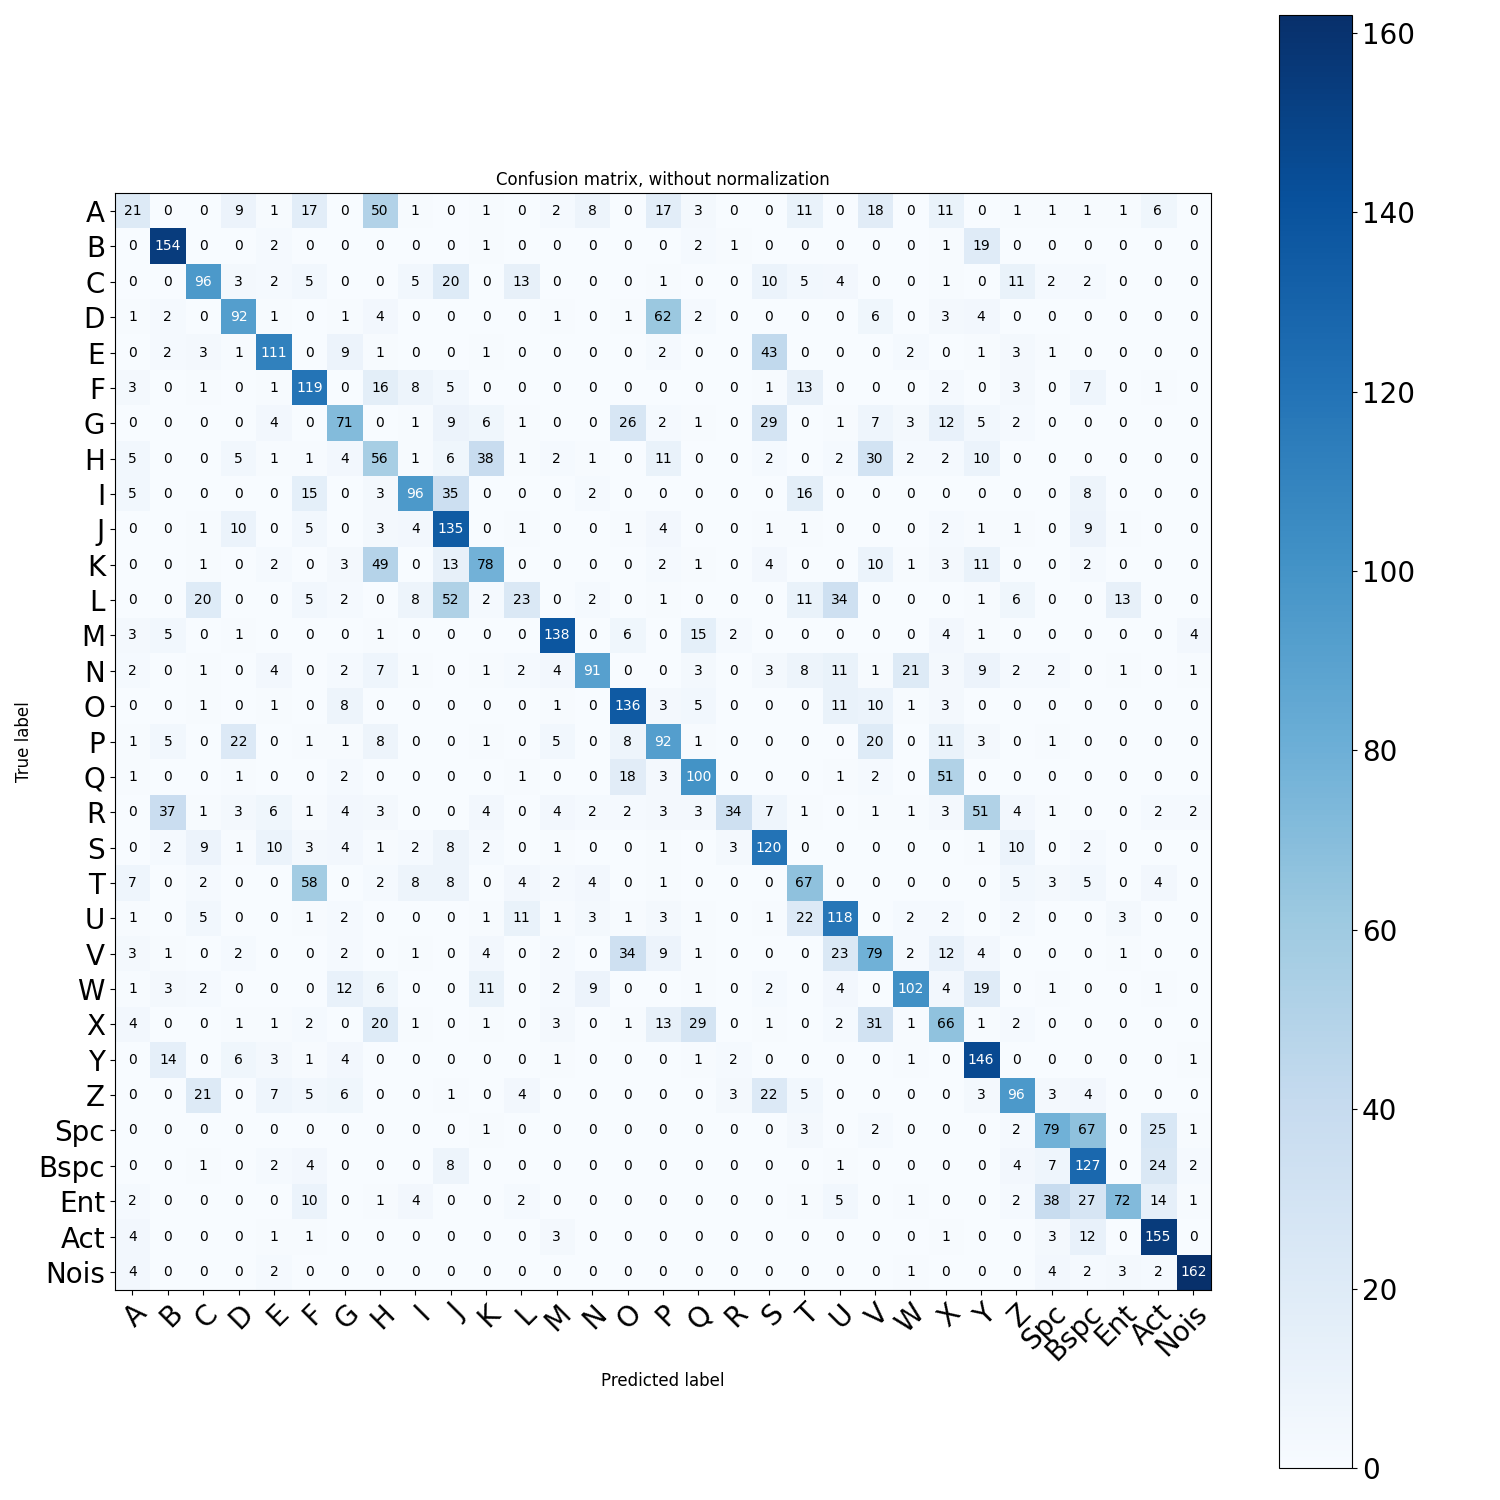 Confusion matrix, without normalization
True label
A 21 0 0 9 1 17 0 50 1 0 1 0 2 8 0 17 3 0 0 11 0 18 0 11 0 1 1 1 1 6 0
B 0 154 0 0 2 0 0 0 0 0 1 0 0 0 0 0 2 1 0 0 0 0 0 1 19 0 0 0 0 0 0
C 0 0 96 3 2 5 0 0 5 20 0 13 0 0 0 1 0 0 10 5 4 0 0 1 0 11 2 2 0 0 0
D 1 2 0 92 1 0 1 4 0 0 0 0 1 0 1 62 2 0 0 0 0 6 0 3 4 0 0 0 0 0 0
E 0 2 3 1 111 0 9 1 0 0 1 0 0 0 0 2 0 0 43 0 0 0 2 0 1 3 1 0 0 0 0
F 3 0 1 0 1 119 0 16 8 5 0 0 0 0 0 0 0 0 1 13 0 0 0 2 0 3 0 7 0 1 0
G 0 0 0 0 4 0 71 0 1 9 6 1 0 0 26 2 1 0 29 0 1 7 3 12 5 2 0 0 0 0 0
H 5 0 0 5 1 1 4 56 1 6 38 1 2 1 0 11 0 0 2 0 2 30 2 2 10 0 0 0 0 0 0
I 5 0 0 0 0 15 0 3 96 35 0 0 0 2 0 0 0 0 0 16 0 0 0 0 0 0 0 8 0 0 0
J 0 0 1 10 0 5 0 3 4 135 0 1 0 0 1 4 0 0 1 1 0 0 0 2 1 1 0 9 1 0 0
K 0 0 1 0 2 0 3 49 0 13 78 0 0 0 0 2 1 0 4 0 0 10 1 3 11 0 0 2 0 0 0
L 0 0 20 0 0 5 2 0 8 52 2 23 0 2 0 1 0 0 0 11 34 0 0 0 1 6 0 0 13 0 0
M 3 5 0 1 0 0 0 1 0 0 0 0 138 0 6 0 15 2 0 0 0 0 0 4 1 0 0 0 0 0 4
N 2 0 1 0 4 0 2 7 1 0 1 2 4 91 0 0 3 0 3 8 11 1 21 3 9 2 2 0 1 0 1
O 0 0 1 0 1 0 8 0 0 0 0 0 1 0 136 3 5 0 0 0 11 10 1 3 0 0 0 0 0 0 0
P 1 5 0 22 0 1 1 8 0 0 1 0 5 0 8 92 1 0 0 0 0 20 0 11 3 0 1 0 0 0 0
Q 1 0 0 1 0 0 2 0 0 0 0 1 0 0 18 3 100 0 0 0 1 2 0 51 0 0 0 0 0 0 0
R 0 37 1 3 6 1 4 3 0 0 4 0 4 2 2 3 3 34 7 1 0 1 1 3 51 4 1 0 0 2 2
S 0 2 9 1 10 3 4 1 2 8 2 0 1 0 0 1 0 3 120 0 0 0 0 0 1 10 0 2 0 0 0
T 7 0 2 0 0 58 0 2 8 8 0 4 2 4 0 1 0 0 0 67 0 0 0 0 0 5 3 5 0 4 0
U 1 0 5 0 0 1 2 0 0 0 1 11 1 3 1 3 1 0 1 22 118 0 2 2 0 2 0 0 3 0 0
V 3 1 0 2 0 0 2 0 1 0 4 0 2 0 34 9 1 0 0 0 23 79 2 12 4 0 0 0 1 0 0
W 1 3 2 0 0 0 12 6 0 0 11 0 2 9 0 0 1 0 2 0 4 0 102 4 19 0 1 0 0 1 0
X 4 0 0 1 1 2 0 20 1 0 1 0 3 0 1 13 29 0 1 0 2 31 1 66 1 2 0 0 0 0 0
Y 0 14 0 6 3 1 4 0 0 0 0 0 1 0 0 0 1 2 0 0 0 0 1 0 146 0 0 0 0 0 1
Z 0 0 21 0 7 5 6 0 0 1 0 4 0 0 0 0 0 3 22 5 0 0 0 0 3 96 3 4 0 0 0
Spc 0 0 0 0 0 0 0 0 0 0 1 0 0 0 0 0 0 0 0 3 0 2 0 0 0 2 79 67 0 25 1
Bspc 0 0 1 0 2 4 0 0 0 8 0 0 0 0 0 0 0 0 0 0 1 0 0 0 0 4 7 127 0 24 2
Ent 2 0 0 0 0 10 0 1 4 0 0 2 0 0 0 0 0 0 0 1 5 0 1 0 0 2 38 27 72 14 1
Act 4 0 0 0 1 1 0 0 0 0 0 0 3 0 0 0 0 0 0 0 0 0 0 1 0 0 3 12 0 155 0
Nois 4 0 0 0 2 0 0 0 0 0 0 0 0 0 0 0 0 0 0 0 0 0 1 0 0 0 4 2 3 2 162
A B C D E F G H I J K L M N O P Q R S T U V W X Y Z Spc Bspc Ent Act Nois
Predicted label
160
140
120
100
80
60
40
20
0